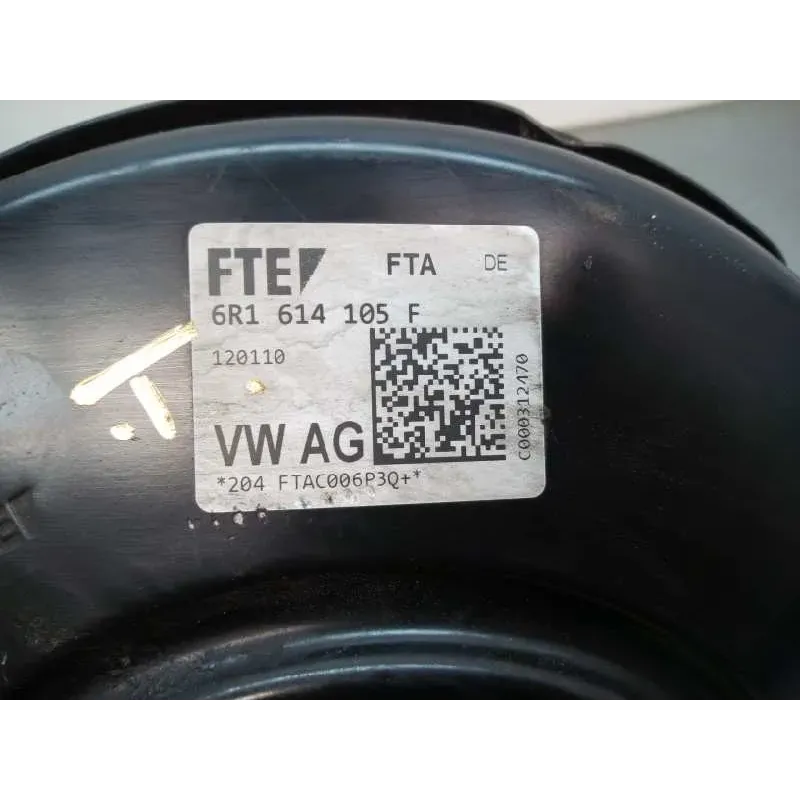 FTE FTA DE
6R1 614 105 F
120110
C000312470
VW AG
*204 FTAC006P3Q+*